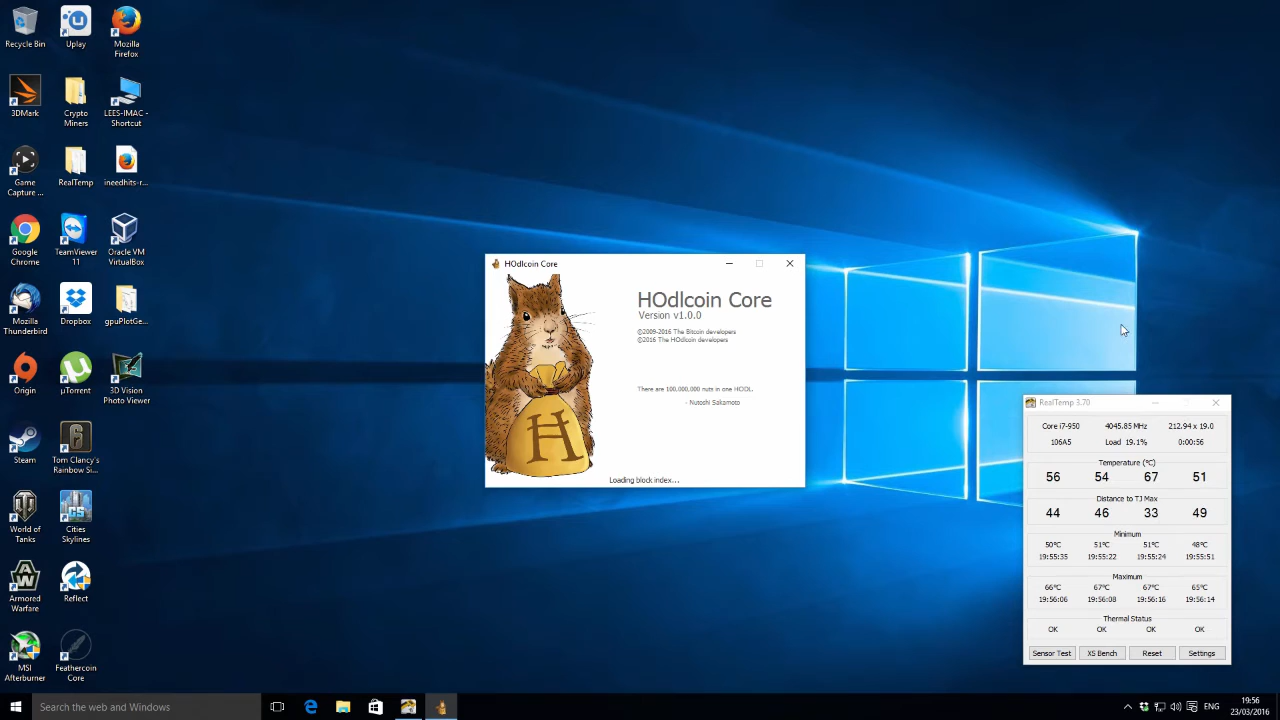 Recycle Bin
Uplay
Mozilla
Firefox
3DMark
Crypto
Miners
LEES-IMAC -
Shortcut
Game
Capture ...
RealTemp
ineedhits-r...
Google
Chrome
TeamViewer
11
Oracle VM
VirtualBox
Mozilla
Thunderbird
Dropbox
gpuPlotGe...
Origin
µTorrent
3D Vision
Photo Viewer
Steam
Tom Clancy's
Rainbow Si...
World of
Tanks
Cities
Skylines
Armored
Warfare
Reflect
MSI
Afterburner
Feathercoin
Core
HOdlcoin Core
HOdlcoin Core
Version v1.0.0
©2009-2016 The Bitcoin developers
©2016 The HOdlcoin developers
There are 100,000,000 nuts in one HODL.
- Nutoshi Sakamoto
H
Loading block index...
RealTemp 3.70
Core i7-950 4045.85 MHz 212.94 x 19.0
106A5 Load 19.1% 0:00:56
Temperature (°C)
56 54 67 51
Distance to TJ Max
44 46 33 49
Minimum
50°C 51°C 51°C 48°C
19:55:35 19:55:22 19:55:24 19:55:51
Maximum
66°C 67°C 67°C 65°C
19:56:06 19:56:08 19:56:16 19:56:14
Thermal Status
OK OK OK OK
Sensor Test XS Bench Reset Settings
Search the web and Windows
ENG
19:56
23/03/2016